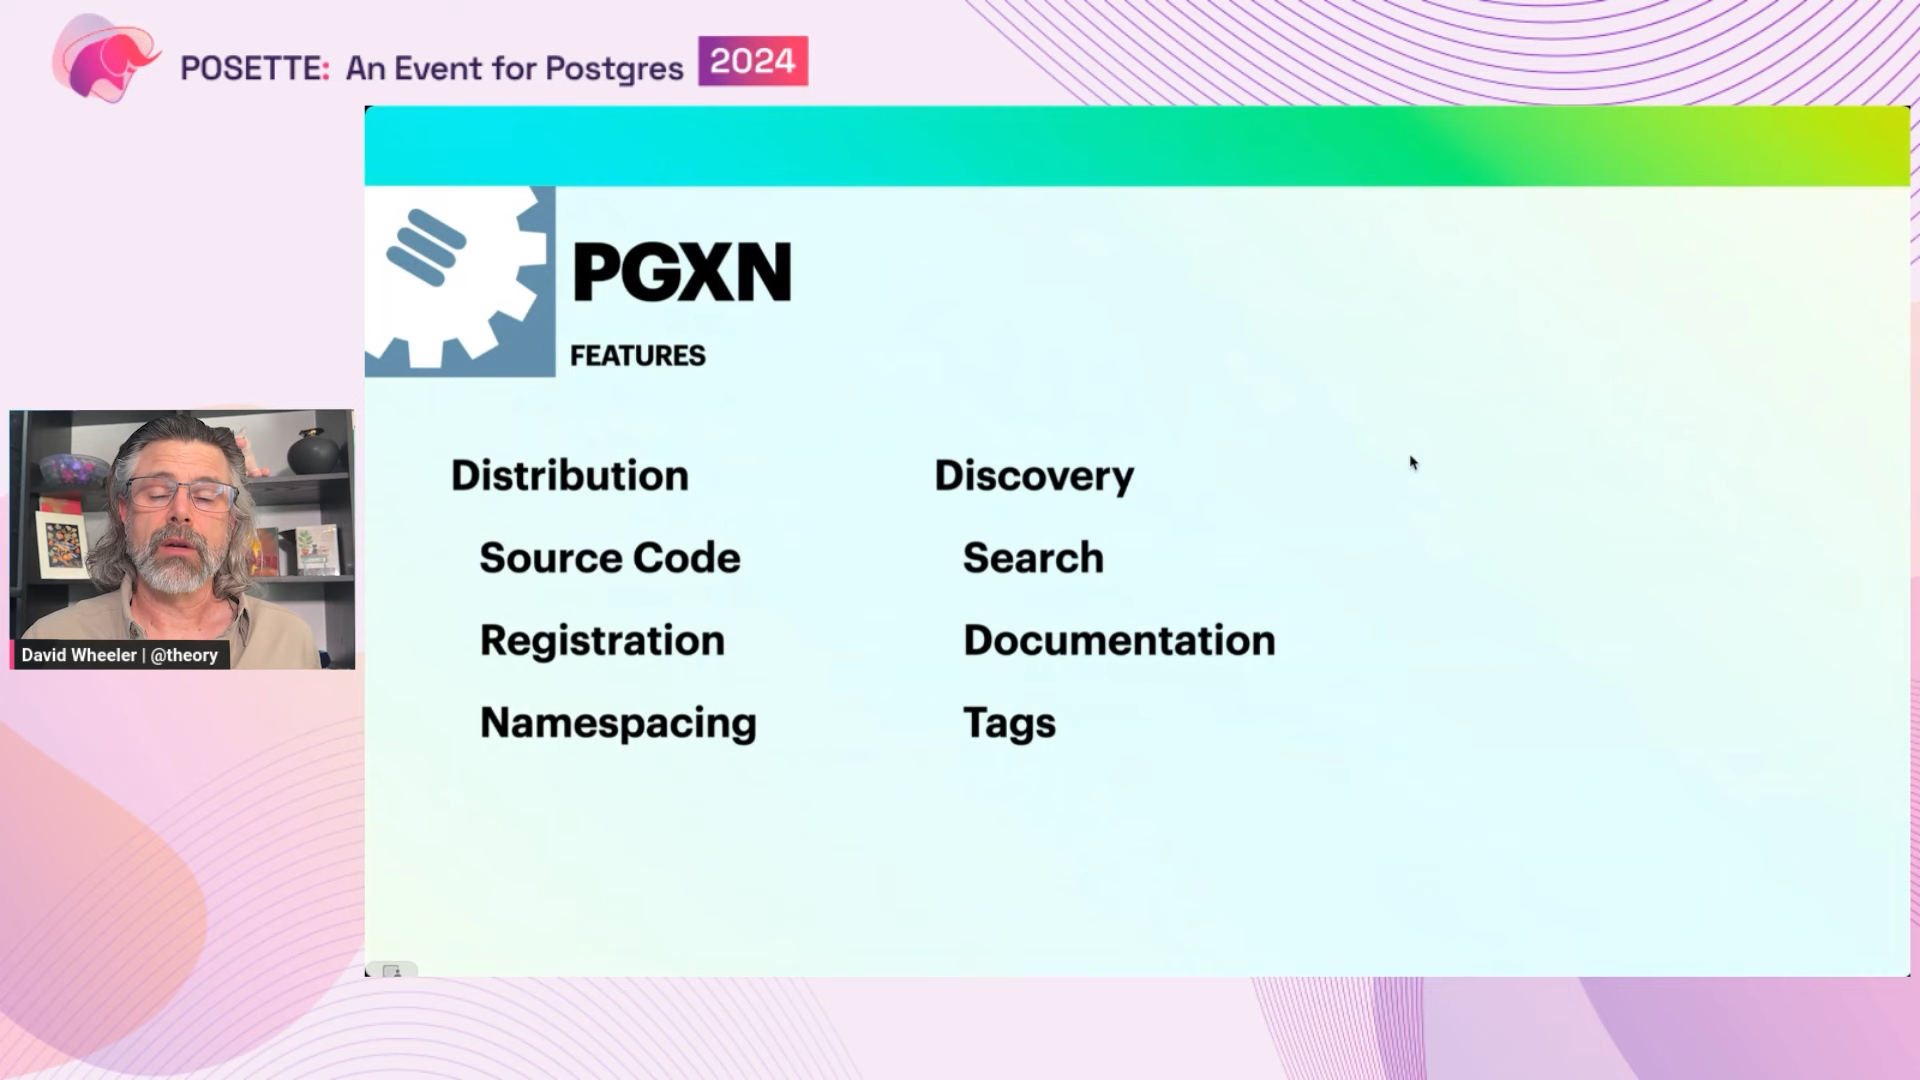 POSETTE: An Event for Postgres 2024
PGXN
FEATURES
Distribution
Source Code
Registration
Namespacing
Discovery
Search
Documentation
Tags
David Wheeler | @theory